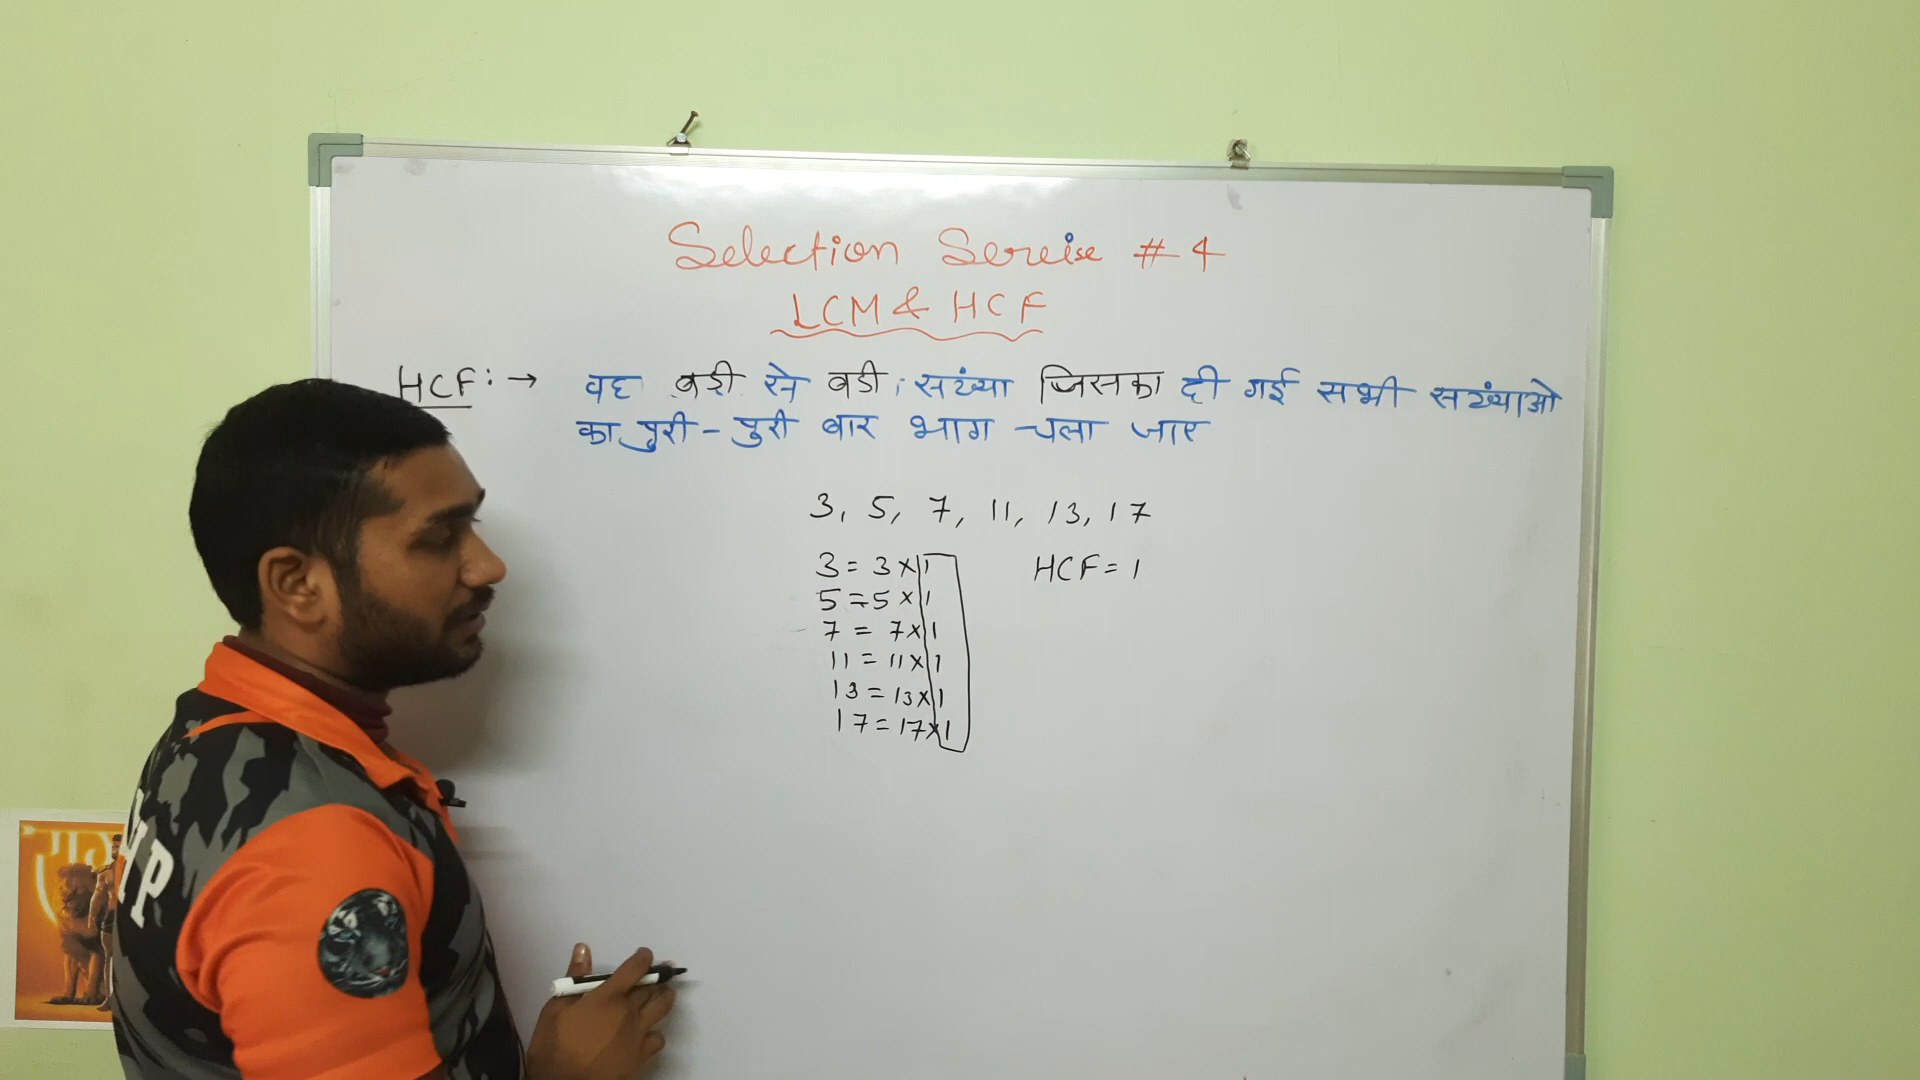 Selection Sereise # 4
LCM & HCF
HCF:→ वह बड़ी से बडी सख्ंया जिसका दी गई सभी सख्ंयाओ
का पुरी - पुरी बार भाग चला जाए
3, 5, 7, 11, 13, 17
3 = 3×1
HCF = 1
5 = 5×1
7 = 7×1
11 = 11×1
13 = 13×1
17 = 17×1